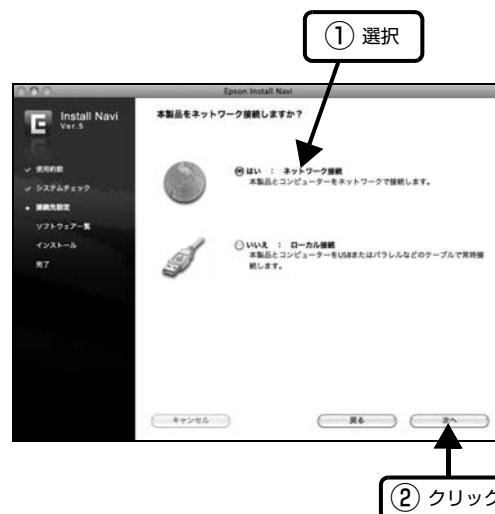 ① 選択
Epson Install Navi
Install Navi
Ver.5
本製品をネットワーク接続しますか?
はい : ネットワーク接続
本製品とコンピューターをネットワークで接続します。
使用約款
システムチェック
接続先設定
ソフトウェア一覧
インストール
完了
いいえ : ローカル接続
本製品とコンピューターをUSBまたはパラレルなどのケーブルで常時接
続します。
キャンセル
戻る
次へ
② クリック